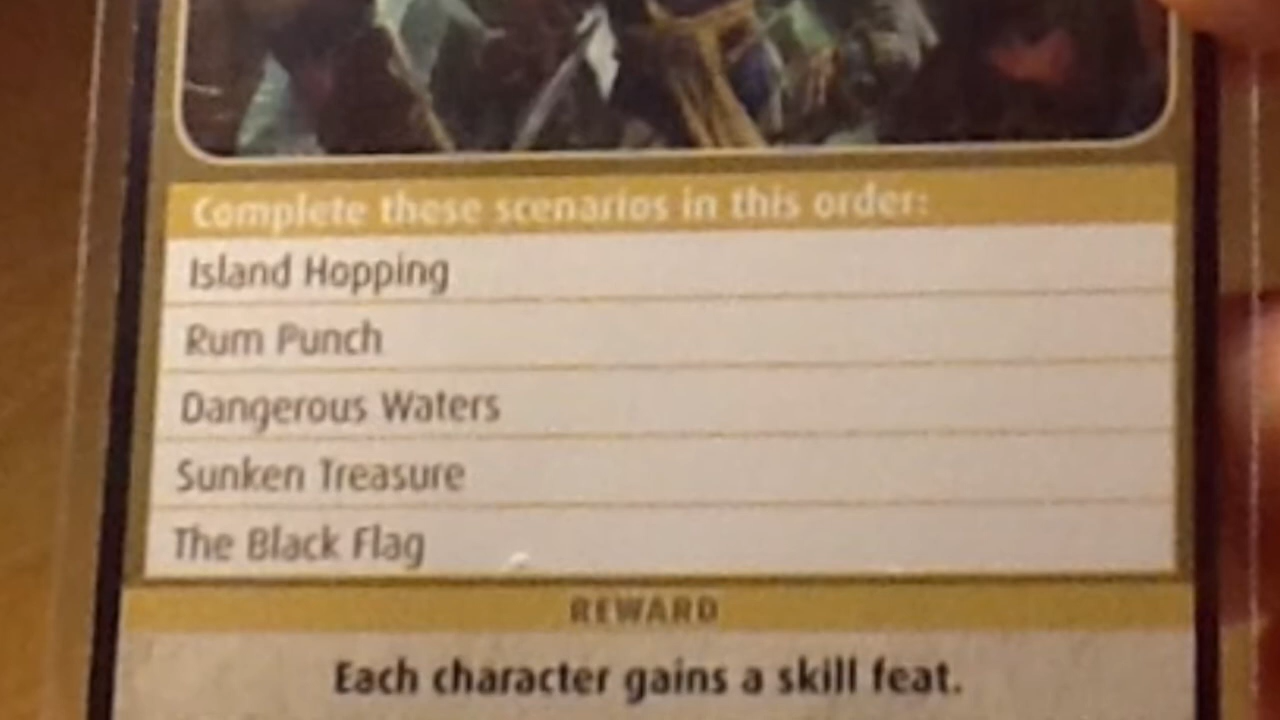 Complete these scenarios in this order:
Island Hopping
Rum Punch
Dangerous Waters
Sunken Treasure
The Black Flag
REWARD
Each character gains a skill feat.